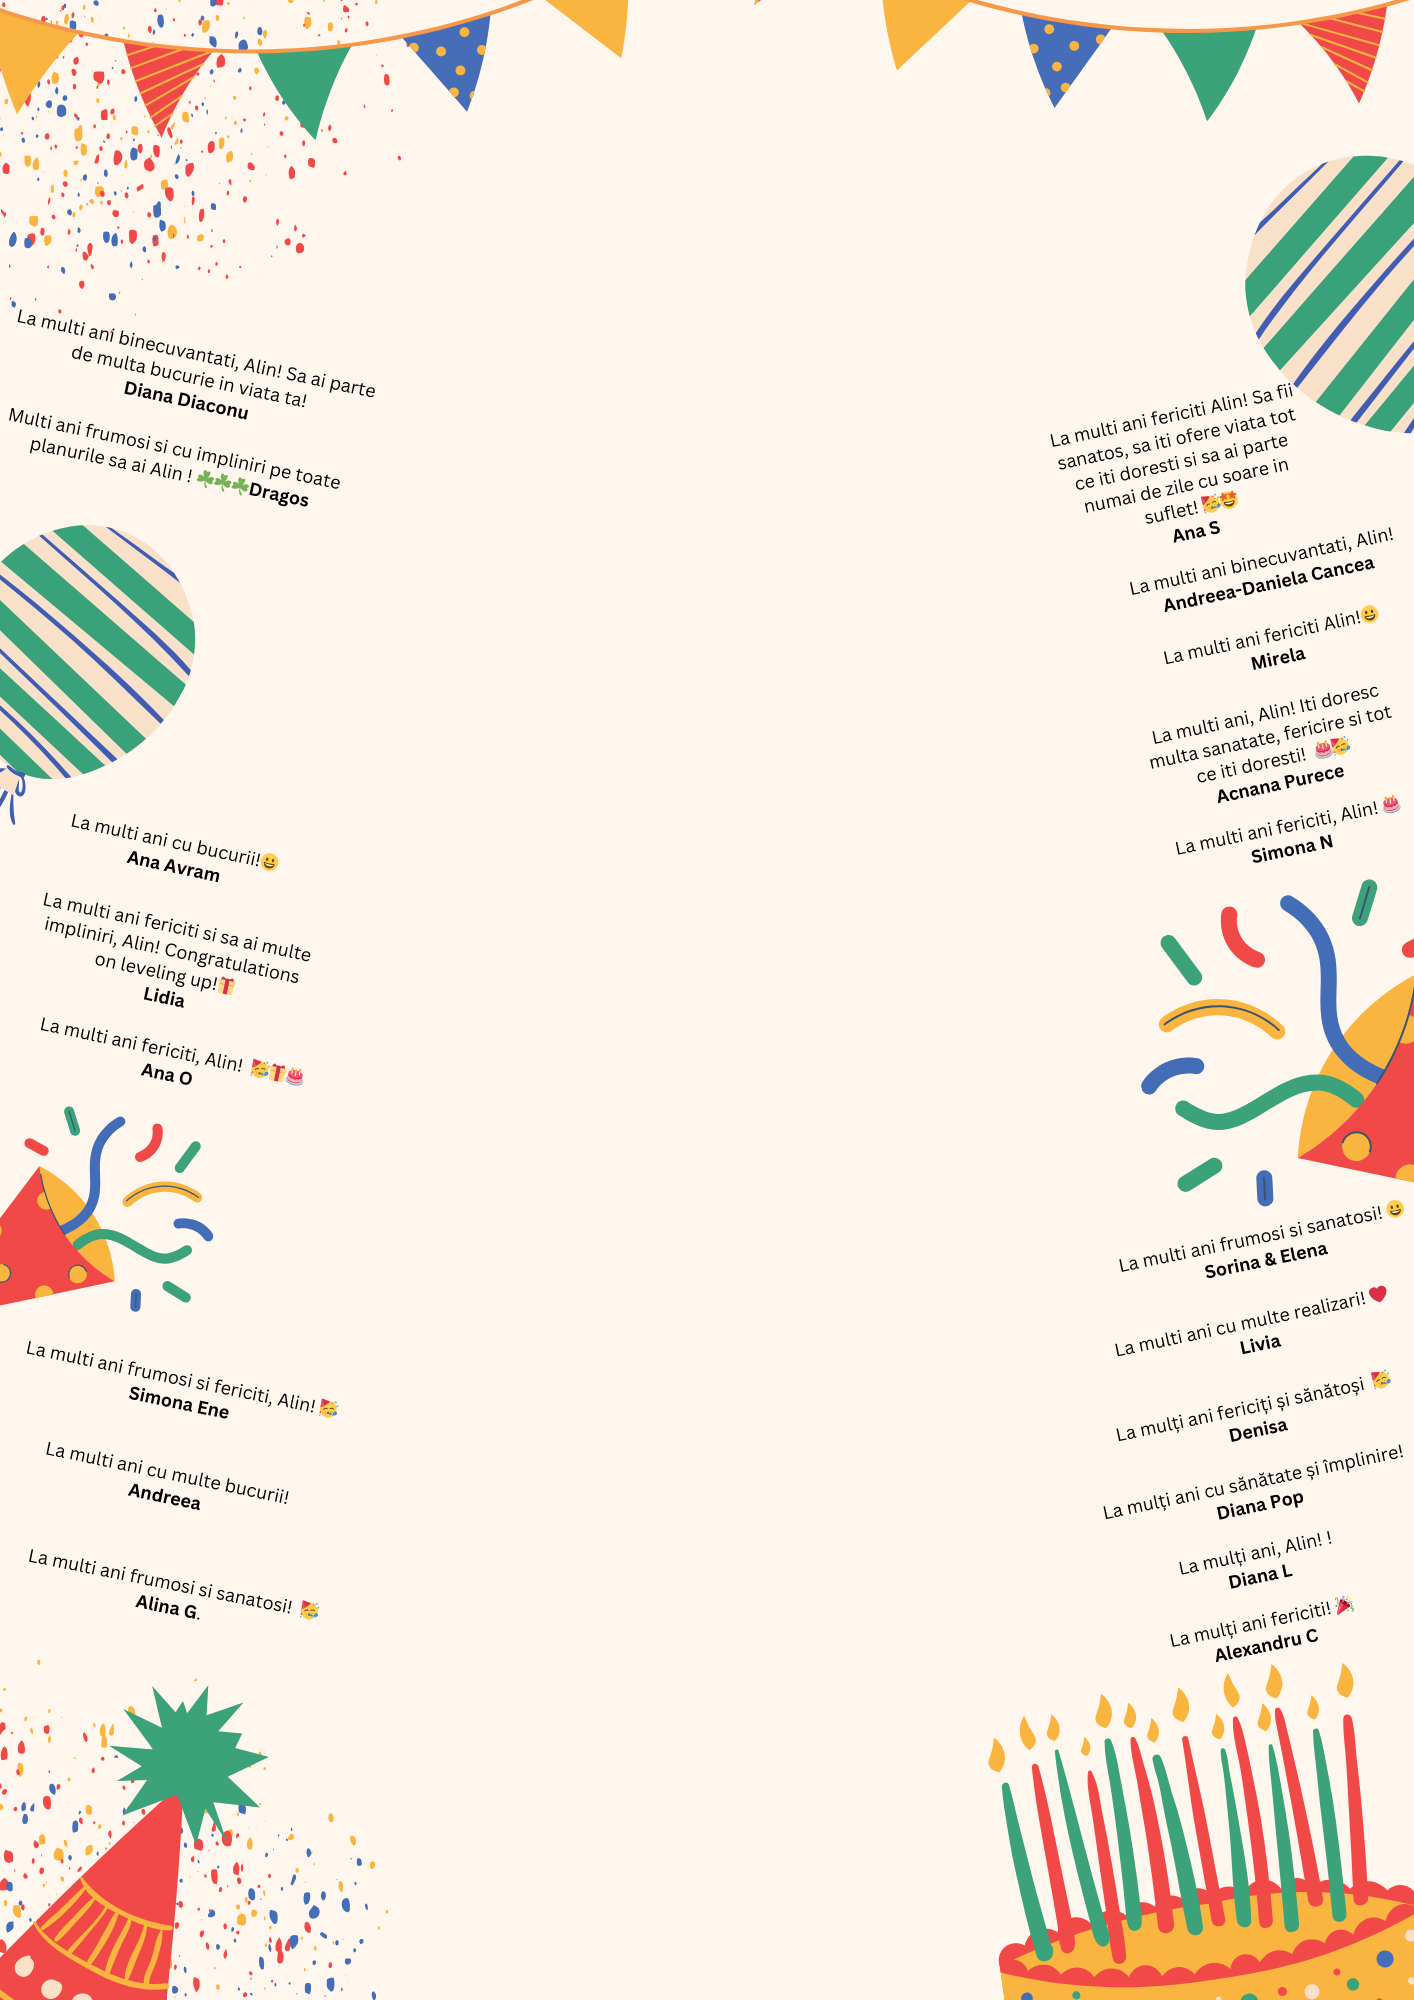 La multi ani binecuvantati, Alin! Sa ai parte
de multa bucurie in viata ta!
Diana Diaconu
Multi ani frumosi si cu impliniri pe toate
planurile sa ai Alin ! ☘️☘️☘️Dragos
La multi ani cu bucurii!😀
Ana Avram
La multi ani fericiti si sa ai multe
impliniri, Alin! Congratulations
on leveling up!🎁
Lidia
La multi ani fericiti, Alin! 🥳🎁🎂
Ana O
La multi ani frumosi si fericiti, Alin! 🥳
Simona Ene
La multi ani cu multe bucurii!
Andreea
La multi ani frumosi si sanatosi! 🥳
Alina G.
La multi ani fericiti Alin! Sa fii
sanatos, sa iti ofere viata tot
ce iti doresti si sa ai parte
numai de zile cu soare in
suflet! 🥳🤩
Ana S
La multi ani binecuvantati, Alin!
Andreea-Daniela Cancea
La multi ani fericiti Alin!😀
Mirela
La multi ani, Alin! Iti doresc
multa sanatate, fericire si tot
ce iti doresti! 🎂🥳
Acnana Purece
La multi ani fericiti, Alin! 🎂
Simona N
La multi ani frumosi si sanatosi! 😀
Sorina & Elena
La multi ani cu multe realizari! ❤️
Livia
La mulți ani fericiți și sănătoși 🥳
Denisa
La mulți ani cu sănătate și împlinire!
Diana Pop
La mulți ani, Alin! !
Diana L
La mulți ani fericiti! 🎉
Alexandru C